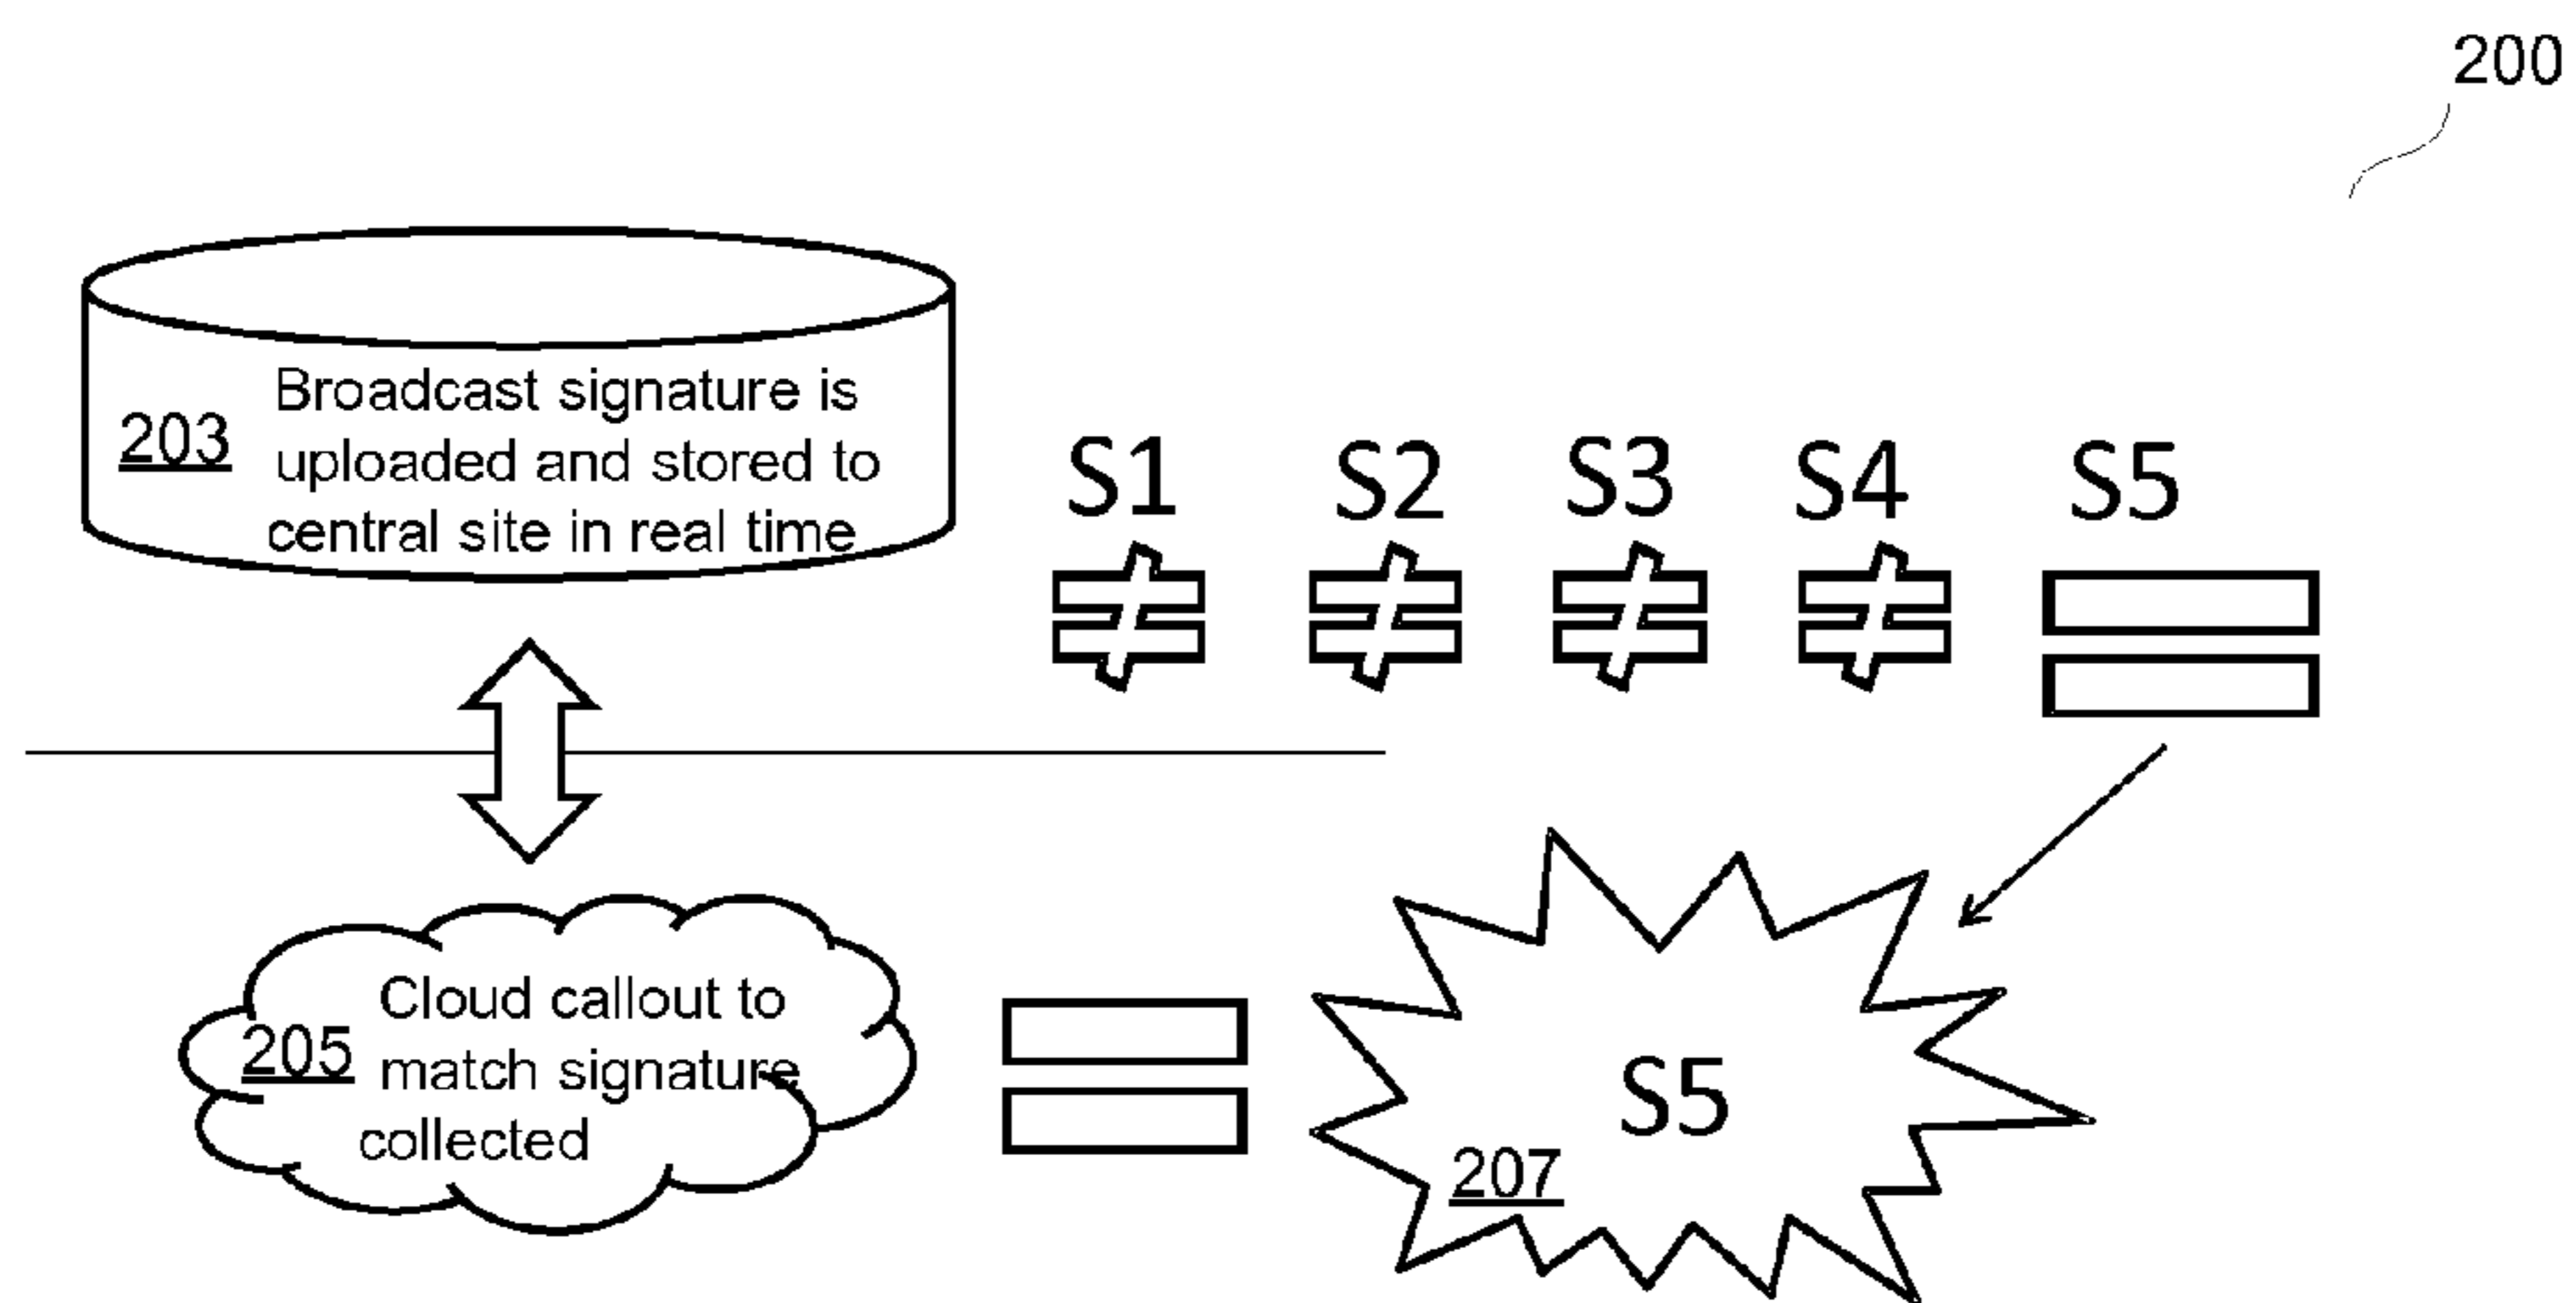 200
203 Broadcast signature is
uploaded and stored to
central site in real time
S1 S2 S3 S4 S5
205 Cloud callout to
match signature
collected
S5
207